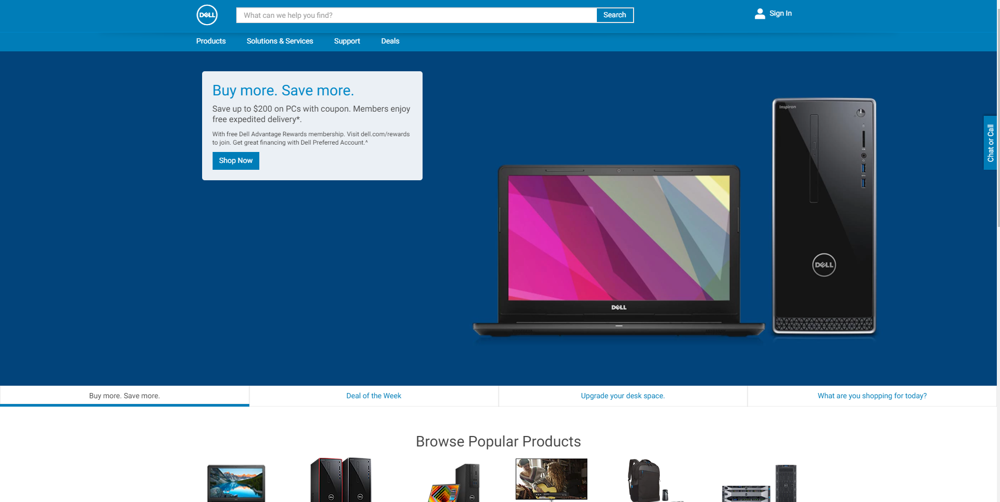 DELL
What can we help you find?
Search
Sign In
Products
Solutions & Services
Support
Deals
Buy more. Save more.
Save up to $200 on PCs with coupon. Members enjoy
free expedited delivery*.
With free Dell Advantage Rewards membership. Visit dell.com/rewards
to join. Get great financing with Dell Preferred Account.^
Shop Now
Inspiron
Chat or Call
DELL
DELL
Buy more. Save more.
Deal of the Week
Upgrade your desk space.
What are you shopping for today?
Browse Popular Products
DELL
DELL
DELL